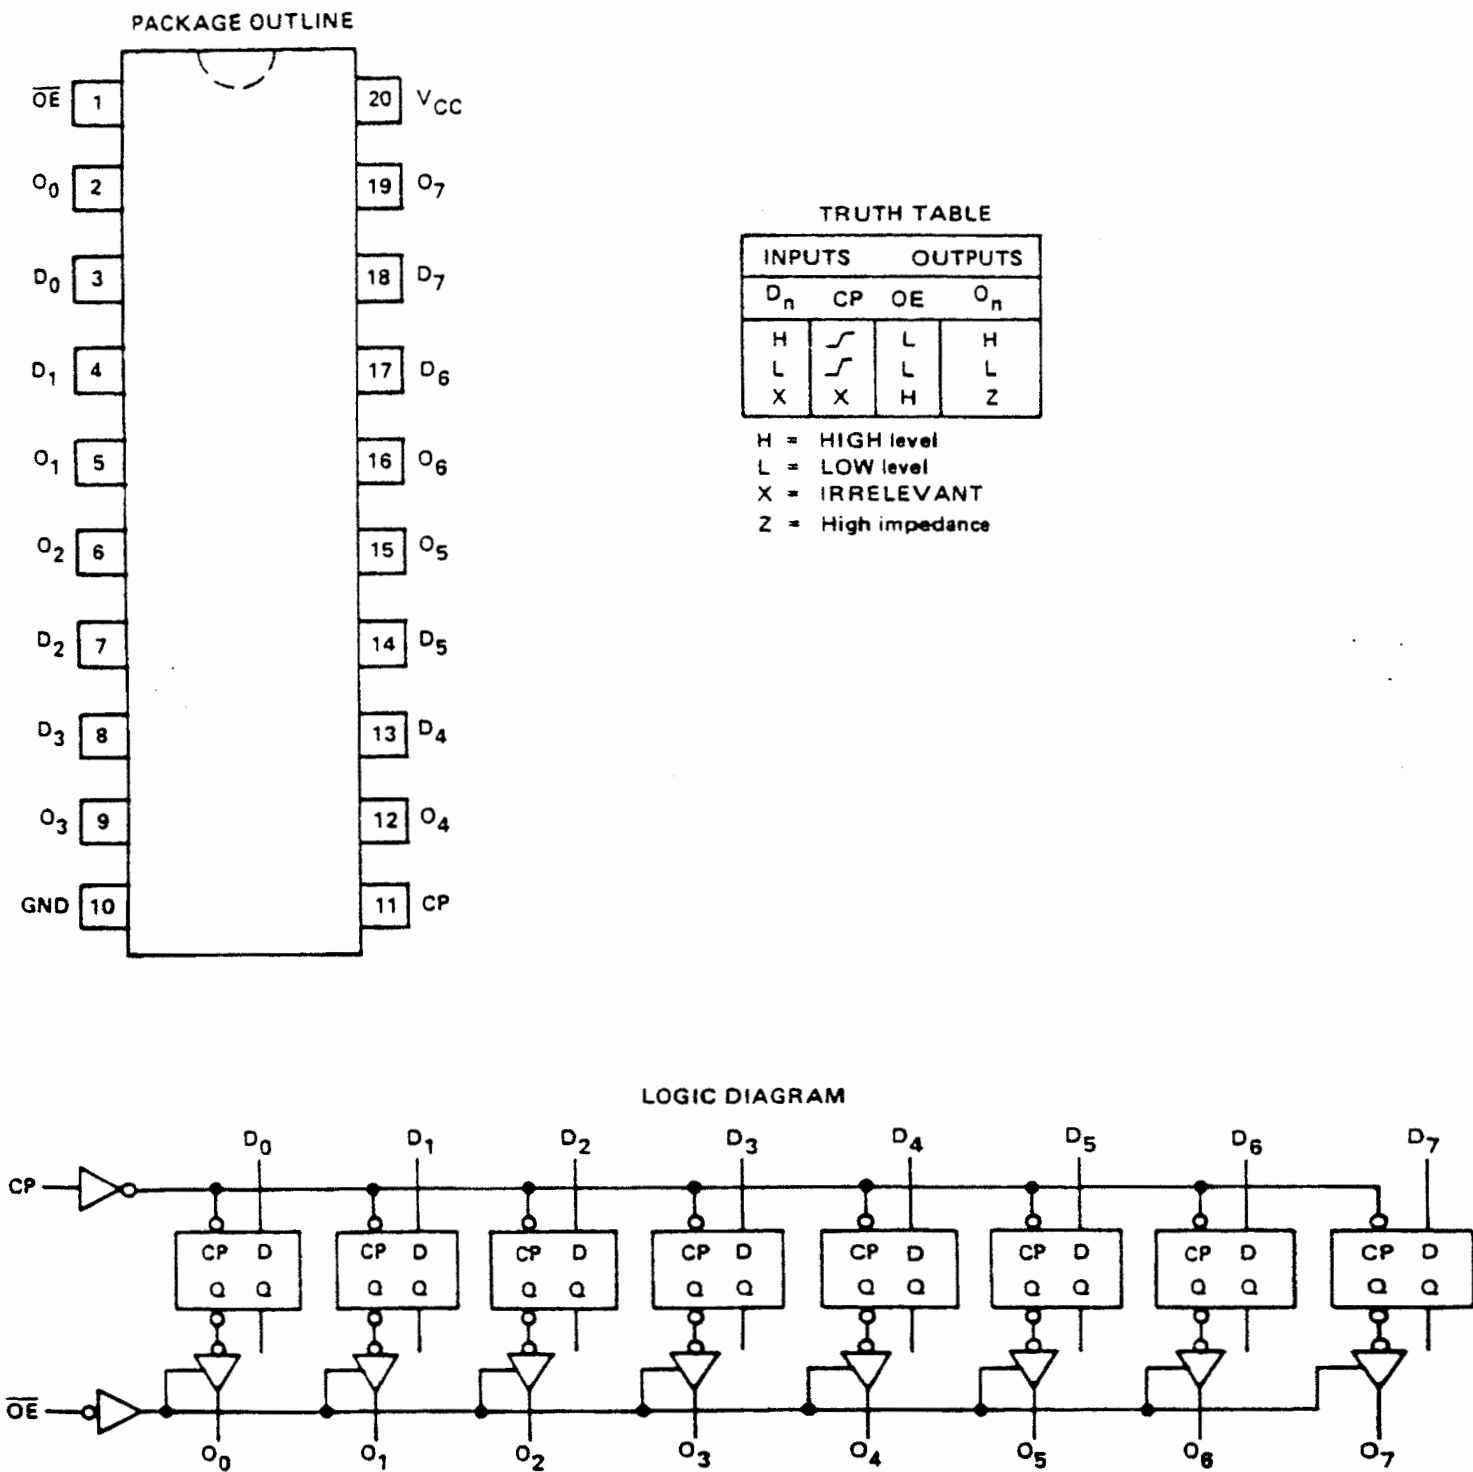 PACKAGE OUTLINE
OE 1 20 VCC
O0 2 19 O7
D0 3 18 D7
D1 4 17 D6
O1 5 16 O6
O2 6 15 O5
D2 7 14 D5
D3 8 13 D4
O3 9 12 O4
GND 10 11 CP
TRUTH TABLE
INPUTS OUTPUTS
Dn CP OE On
H L H
L L L
X X H Z
H = HIGH level
L = LOW level
X = IRRELEVANT
Z = High impedance
LOGIC DIAGRAM
D0 D1 D2 D3 D4 D5 D6 D7
CP
CP D CP D CP D CP D CP D CP D CP D CP D
Q Q Q Q Q Q Q Q Q Q Q Q Q Q Q Q
OE
O0 O1 O2 O3 O4 O5 O6 O7